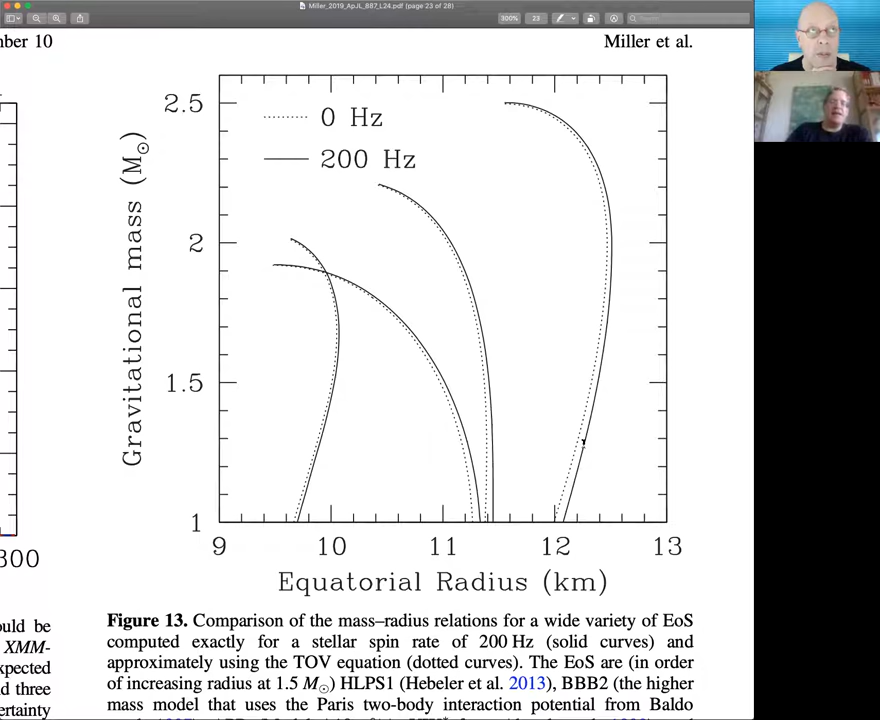 Miller_2019_ApJL_887_L24.pdf (page 23 of 28)
300%
23
Search
nber 10
Miller et al.
0 Hz
200 Hz
2.5
2
1.5
1
Gravitational mass (M⊙)
9
10
11
12
13
Equatorial Radius (km)
300
ould be
XMM-
xpected
d three
ertainty
Figure 13. Comparison of the mass–radius relations for a wide variety of EoS
computed exactly for a stellar spin rate of 200 Hz (solid curves) and
approximately using the TOV equation (dotted curves). The EoS are (in order
of increasing radius at 1.5 M⊙) HLPS1 (Hebeler et al. 2013), BBB2 (the higher
mass model that uses the Paris two-body interaction potential from Baldo